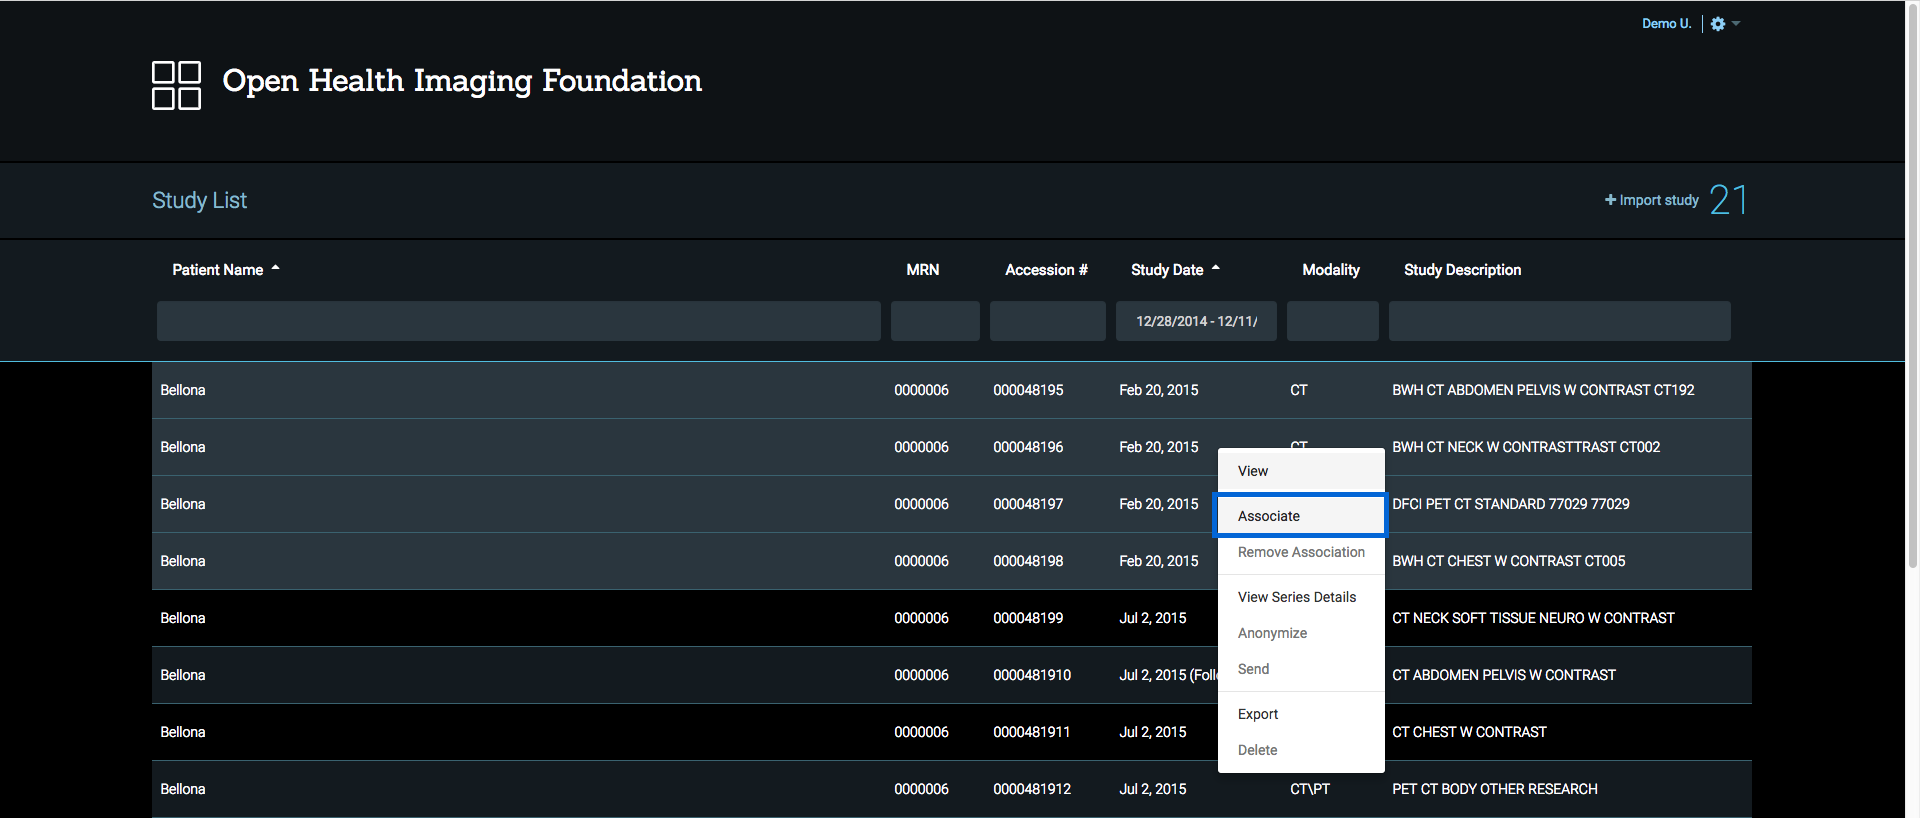 Demo U.
Open Health Imaging Foundation
Study List
+ Import study 21
Patient Name MRN Accession # Study Date Modality Study Description
12/28/2014 - 12/11/
Bellona 0000006 000048195 Feb 20, 2015 CT BWH CT ABDOMEN PELVIS W CONTRAST CT192
Bellona 0000006 000048196 Feb 20, 2015 CT BWH CT NECK W CONTRASTTRAST CT002
View
Bellona 0000006 000048197 Feb 20, 2015 DFCI PET CT STANDARD 77029 77029
Associate
Remove Association
Bellona 0000006 000048198 Feb 20, 2015 BWH CT CHEST W CONTRAST CT005
View Series Details
Bellona 0000006 000048199 Jul 2, 2015 CT NECK SOFT TISSUE NEURO W CONTRAST
Anonymize
Send
Bellona 0000006 0000481910 Jul 2, 2015 (Foll CT ABDOMEN PELVIS W CONTRAST
Export
Bellona 0000006 0000481911 Jul 2, 2015 CT CHEST W CONTRAST
Delete
Bellona 0000006 0000481912 Jul 2, 2015 CT\PT PET CT BODY OTHER RESEARCH